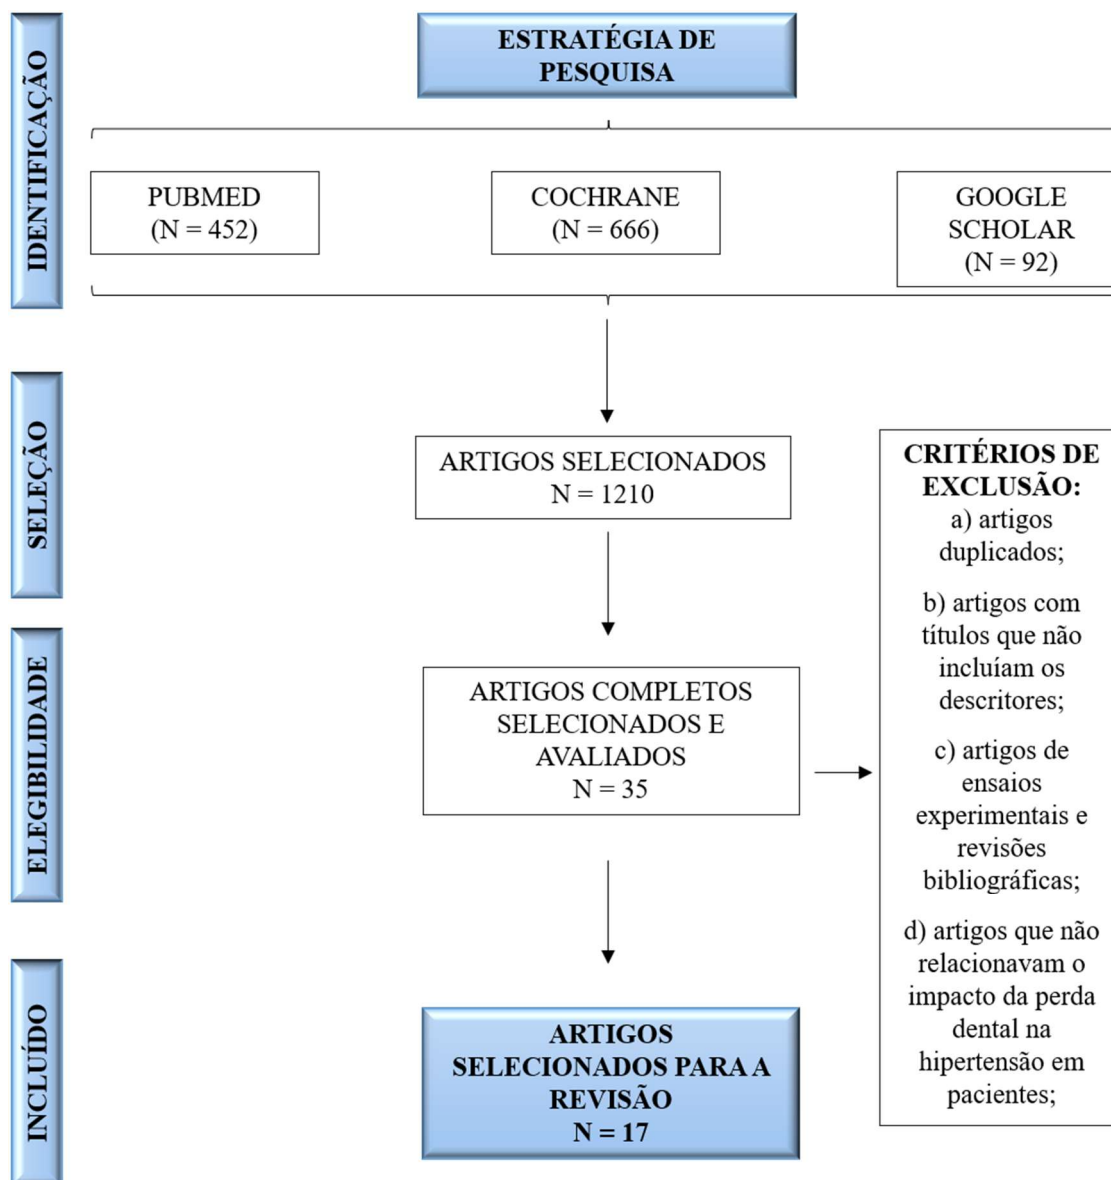 IDENTIFICAÇÃO
ESTRATÉGIA DE
PESQUISA
PUBMED
(N = 452)
COCHRANE
(N = 666)
GOOGLE
SCHOLAR
(N = 92)
SELEÇÃO
ARTIGOS SELECIONADOS
N = 1210
ELEGIBILIDADE
ARTIGOS COMPLETOS
SELECIONADOS E
AVALIADOS
N = 35
CRITÉRIOS DE
EXCLUSÃO:
a) artigos
duplicados;
b) artigos com
títulos que não
incluíam os
descritores;
c) artigos de
ensaios
experimentais e
revisões
bibliográficas;
d) artigos que não
relacionavam o
impacto da perda
dental na
hipertensão em
pacientes;
INCLUÍDO
ARTIGOS
SELECIONADOS PARA A
REVISÃO
N = 17